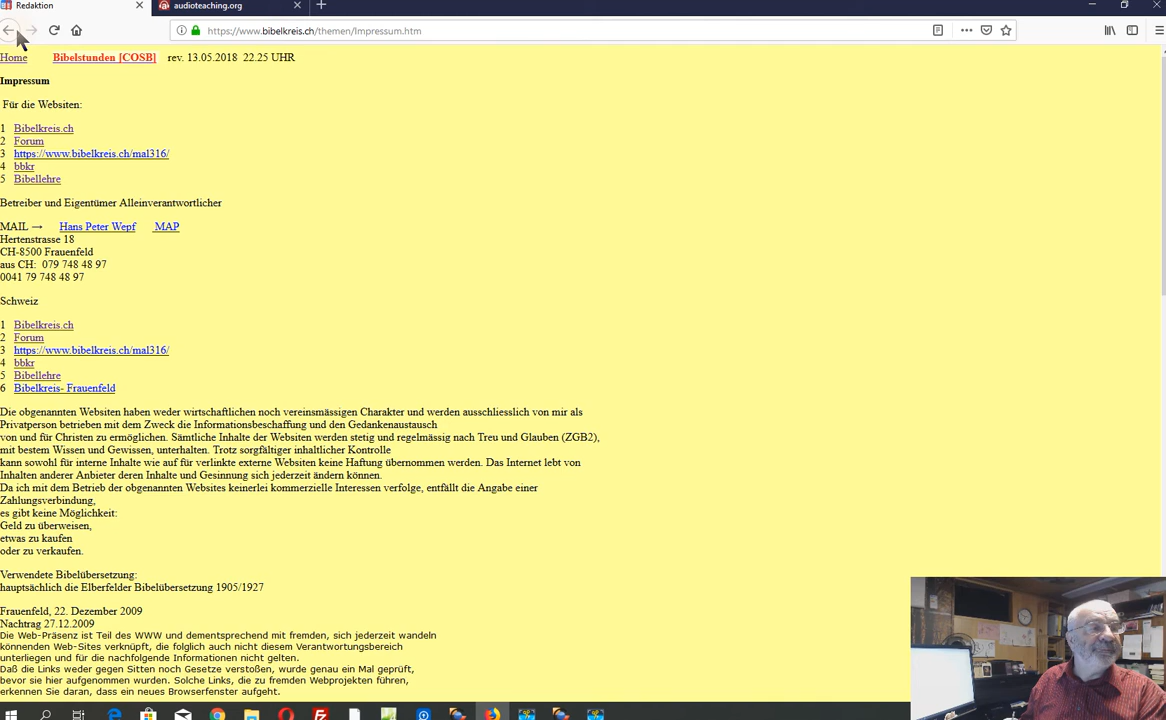 Redaktion
audioteaching.org
https://www.bibelkreis.ch/themen/Impressum.htm
Home Bibelstunden [COSB] rev. 13.05.2018 22.25 UHR
Impressum
Für die Websiten:
1 Bibelkreis.ch
2 Forum
3 https://www.bibelkreis.ch/mal316/
4 bbkr
5 Bibellehre
Betreiber und Eigentümer Alleinverantwortlicher
MAIL → Hans Peter Wepf MAP
Hertenstrasse 18
CH-8500 Frauenfeld
aus CH: 079 748 48 97
0041 79 748 48 97
Schweiz
1 Bibelkreis.ch
2 Forum
3 https://www.bibelkreis.ch/mal316/
4 bbkr
5 Bibellehre
6 Bibelkreis- Frauenfeld
Die obgenannten Websiten haben weder wirtschaftlichen noch vereinsmässigen Charakter und werden ausschliesslich von mir als
Privatperson betrieben mit dem Zweck die Informationsbeschaffung und den Gedankenaustausch
von und für Christen zu ermöglichen. Sämtliche Inhalte der Websiten werden stetig und regelmässig nach Treu und Glauben (ZGB2),
mit bestem Wissen und Gewissen, unterhalten. Trotz sorgfältiger inhaltlicher Kontrolle
kann sowohl für interne Inhalte wie auf für verlinkte externe Websiten keine Haftung übernommen werden. Das Internet lebt von
Inhalten anderer Anbieter deren Inhalte und Gesinnung sich jederzeit ändern können.
Da ich mit dem Betrieb der obgenannten Websites keinerlei kommerzielle Interessen verfolge, entfällt die Angabe einer
Zahlungsverbindung,
es gibt keine Möglichkeit:
Geld zu überweisen,
etwas zu kaufen
oder zu verkaufen.
Verwendete Bibelübersetzung:
hauptsächlich die Elberfelder Bibelübersetzung 1905/1927
Frauenfeld, 22. Dezember 2009
Nachtrag 27.12.2009
Die Web-Präsenz ist Teil des WWW und dementsprechend mit fremden, sich jederzeit wandeln
könnenden Web-Sites verknüpft, die folglich auch nicht diesem Verantwortungsbereich
unterliegen und für die nachfolgende Informationen nicht gelten.
Daß die Links weder gegen Sitten noch Gesetze verstoßen, wurde genau ein Mal geprüft,
bevor sie hier aufgenommen wurden. Solche Links, die zu fremden Webprojekten führen,
erkennen Sie daran, dass ein neues Browserfenster aufgeht.